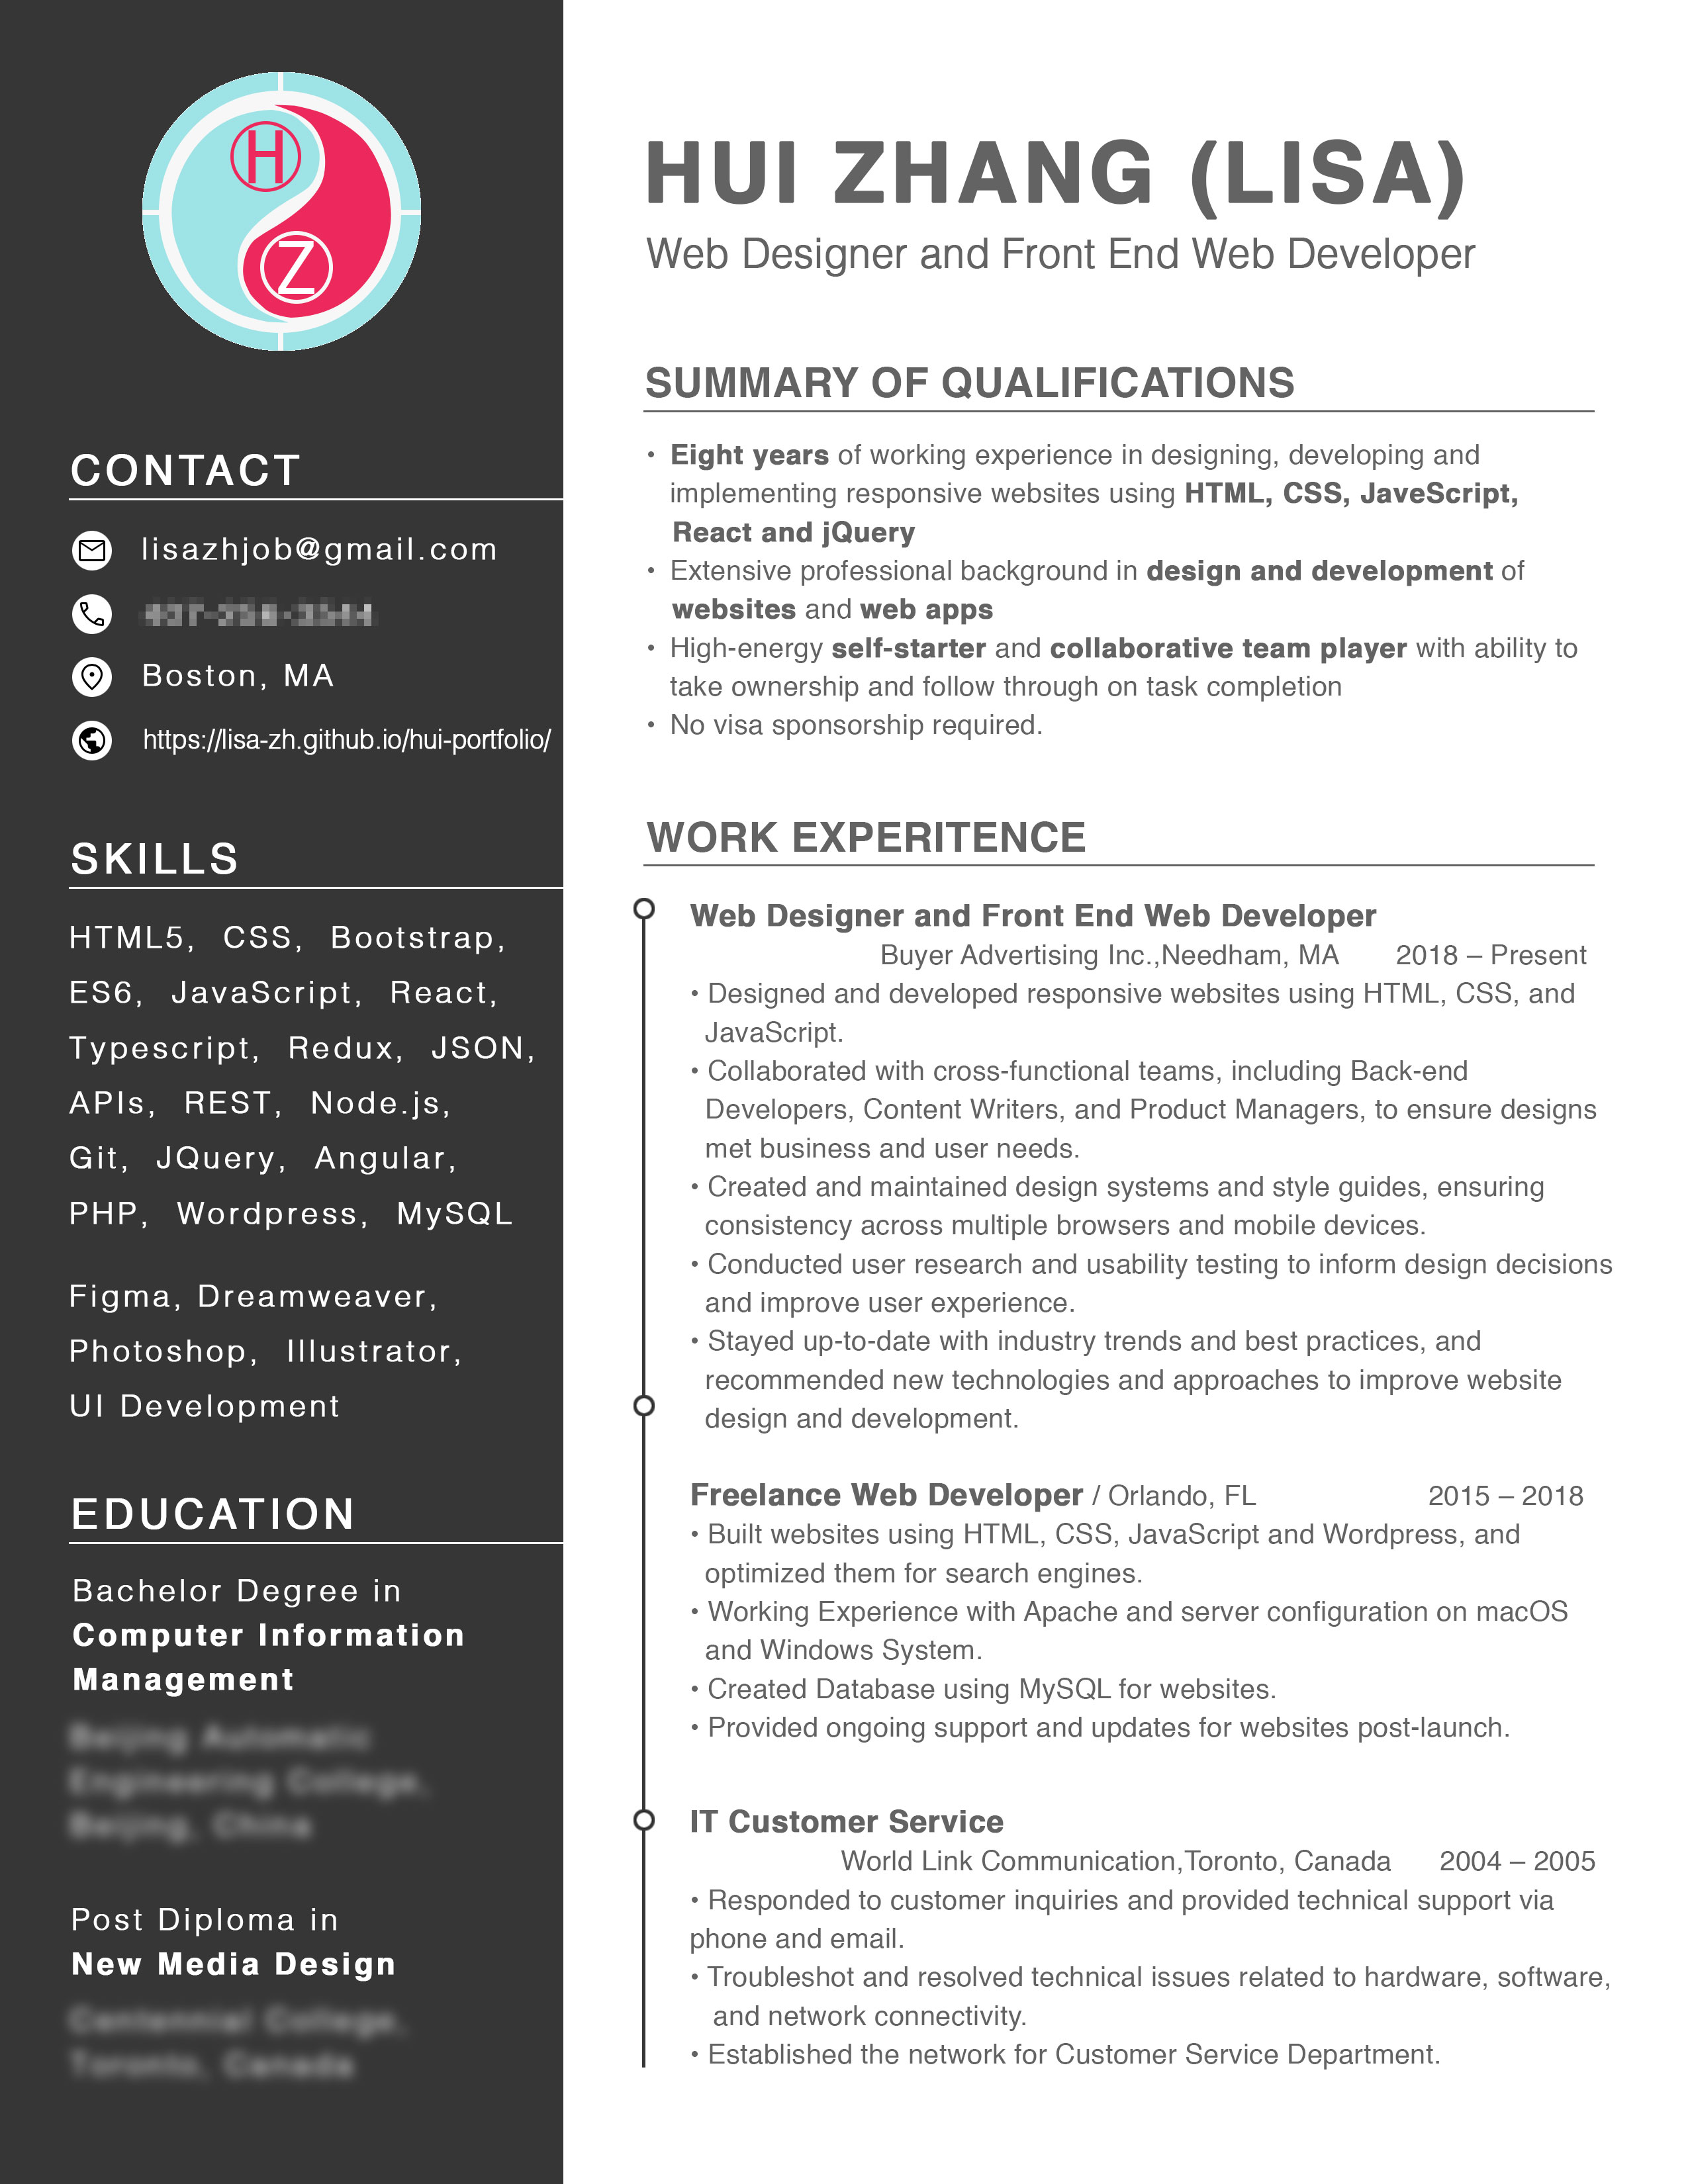 H
Z
CONTACT
lisazhjob@gmail.com
Boston, MA
https://lisa-zh.github.io/hui-portfolio/
SKILLS
HTML5, CSS, Bootstrap,
ES6, JavaScript, React,
Typescript, Redux, JSON,
APIs, REST, Node.js,
Git, JQuery, Angular,
PHP, Wordpress, MySQL
Figma, Dreamweaver,
Photoshop, Illustrator,
UI Development
EDUCATION
Bachelor Degree in
Computer Information
Management
Post Diploma in
New Media Design
HUI ZHANG (LISA)
Web Designer and Front End Web Developer
SUMMARY OF QUALIFICATIONS
• Eight years of working experience in designing, developing and
implementing responsive websites using HTML, CSS, JaveScript,
React and jQuery
• Extensive professional background in design and development of
websites and web apps
• High-energy self-starter and collaborative team player with ability to
take ownership and follow through on task completion
• No visa sponsorship required.
WORK EXPERITENCE
Web Designer and Front End Web Developer
Buyer Advertising Inc.,Needham, MA 2018 – Present
• Designed and developed responsive websites using HTML, CSS, and
JavaScript.
• Collaborated with cross-functional teams, including Back-end
Developers, Content Writers, and Product Managers, to ensure designs
met business and user needs.
• Created and maintained design systems and style guides, ensuring
consistency across multiple browsers and mobile devices.
• Conducted user research and usability testing to inform design decisions
and improve user experience.
• Stayed up-to-date with industry trends and best practices, and
recommended new technologies and approaches to improve website
design and development.
Freelance Web Developer / Orlando, FL 2015 – 2018
• Built websites using HTML, CSS, JavaScript and Wordpress, and
optimized them for search engines.
• Working Experience with Apache and server configuration on macOS
and Windows System.
• Created Database using MySQL for websites.
• Provided ongoing support and updates for websites post-launch.
IT Customer Service
World Link Communication,Toronto, Canada 2004 – 2005
• Responded to customer inquiries and provided technical support via
phone and email.
• Troubleshot and resolved technical issues related to hardware, software,
and network connectivity.
• Established the network for Customer Service Department.